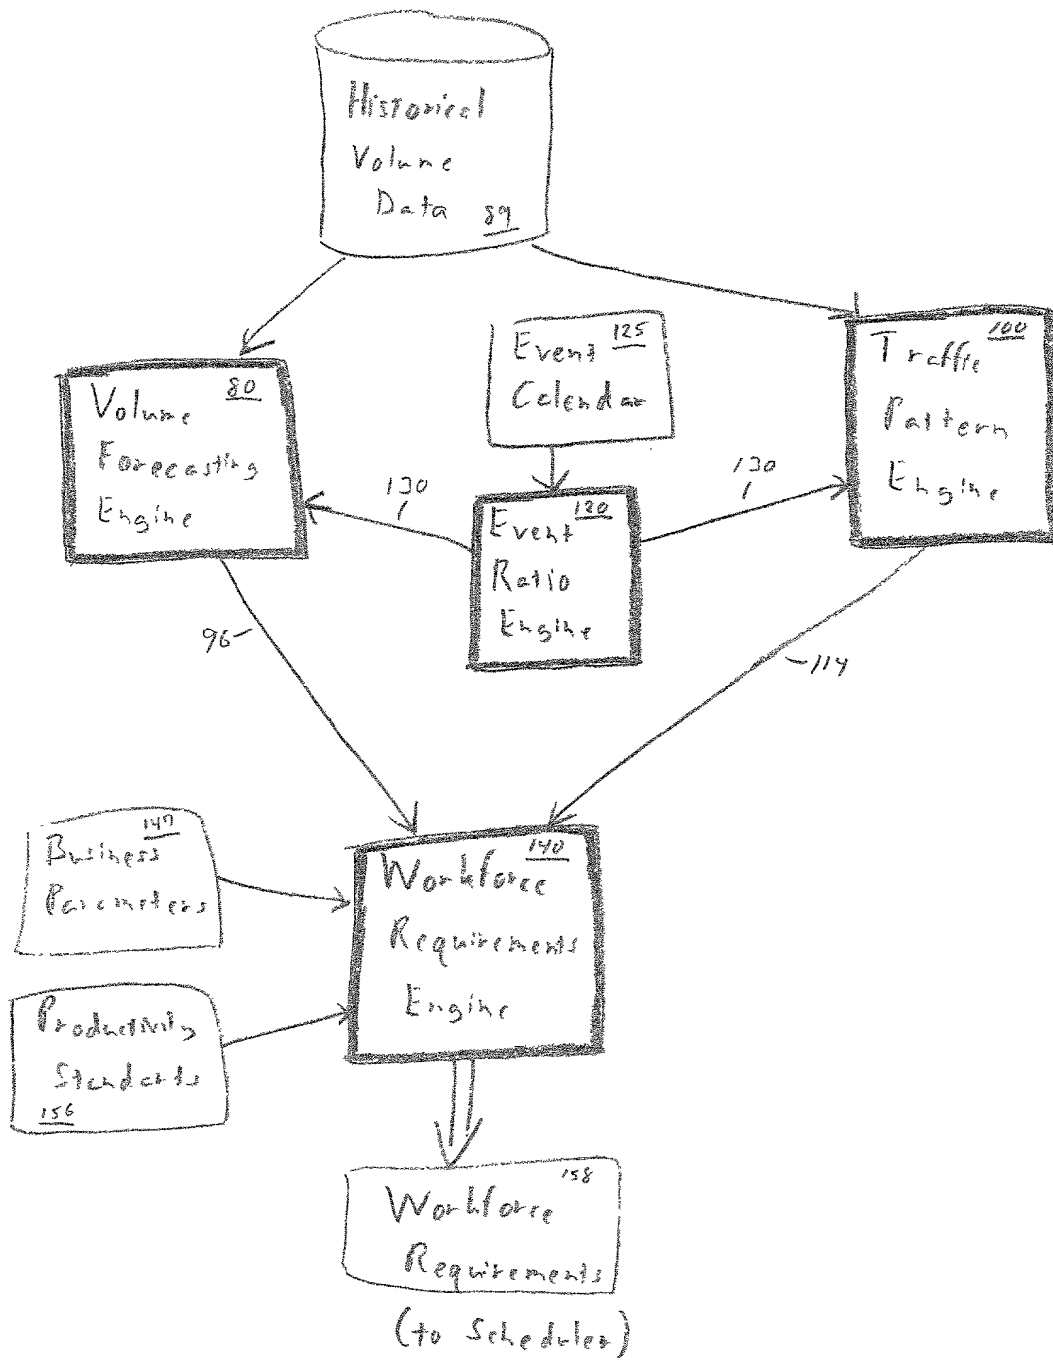 Historical
Volume
Data 89
Event 125
Calendar
Traffic 100
Pattern
Engine
Volume 80
Forecasting
Engine
130
130
Event 120
Ratio
Engine
96
114
Business 147
Parameters
Workforce 140
Requirements
Engine
Productivity
Standards
156
Workforce 158
Requirements
(to Scheduler)